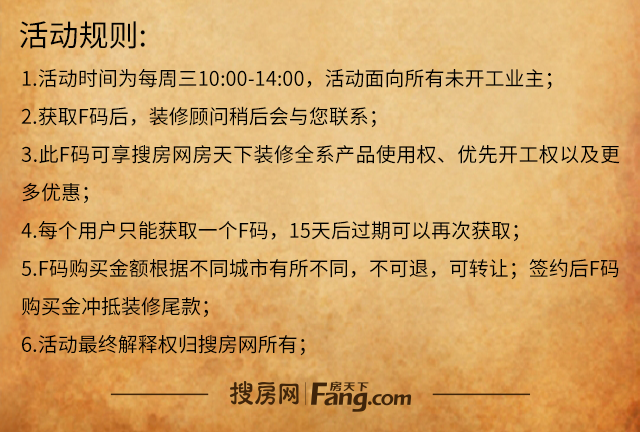 活动规则:
1.活动时间为每周三10:00-14:00，活动面向所有未开工业主；
2.获取F码后，装修顾问稍后会与您联系；
3.此F码可享搜房网房天下装修全系产品使用权、优先开工权以及更
多优惠；
4.每个用户只能获取一个F码，15天后过期可以再次获取；
5.F码购买金额根据不同城市有所不同，不可退，可转让；签约后F码
购买金冲抵装修尾款；
6.活动最终解释权归搜房网所有；
搜房网 房天下 Fang.com